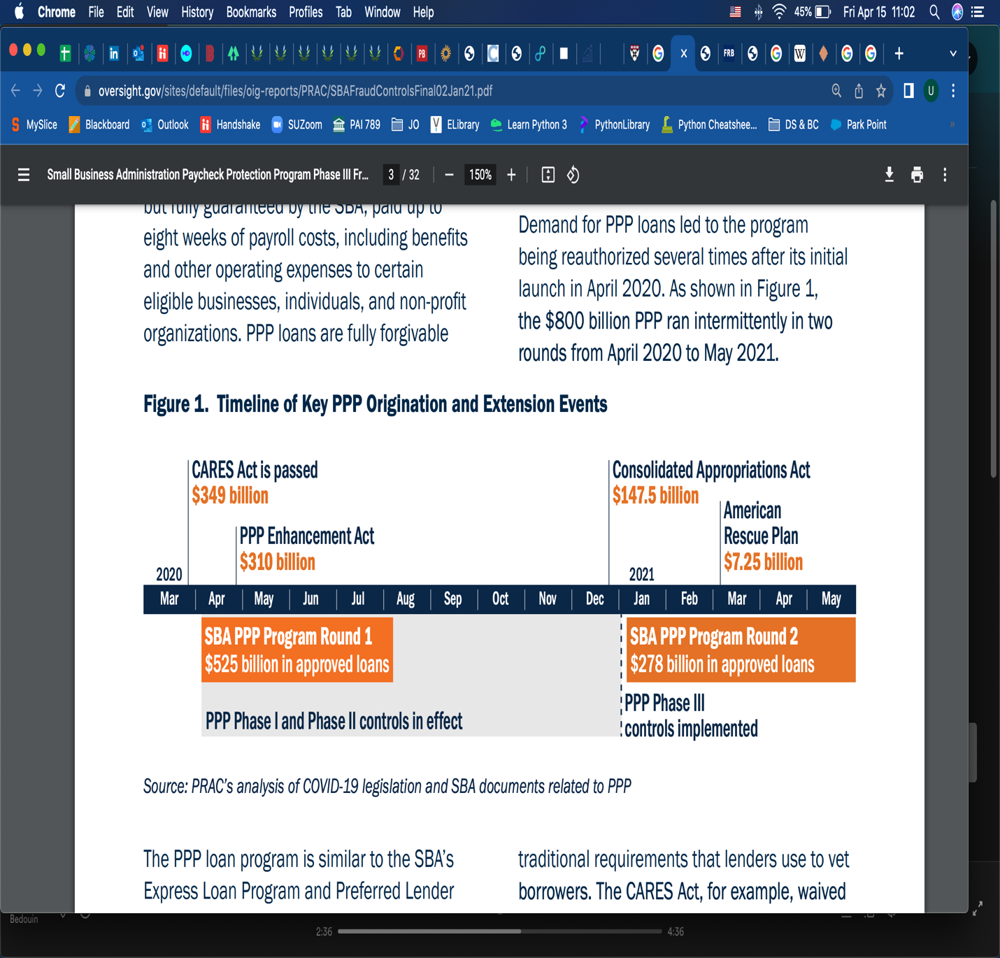 Chrome File Edit View History Bookmarks Profiles Tab Window Help 45% Fri Apr 15 11:02
in PB FRB G W
oversight.gov/sites/default/files/oig-reports/PRAC/SBAFraudControlsFinal02Jan21.pdf U
MySlice Blackboard Outlook Handshake SUZoom PAI 789 JO ELibrary Learn Python 3 PythonLibrary Python Cheatshee... DS & BC Park Point
Small Business Administration Paycheck Protection Program Phase III Fr... 3 / 32 150%
but fully guaranteed by the SBA, paid up to
eight weeks of payroll costs, including benefits
and other operating expenses to certain
eligible businesses, individuals, and non-profit
organizations. PPP loans are fully forgivable
Demand for PPP loans led to the program
being reauthorized several times after its initial
launch in April 2020. As shown in Figure 1,
the $800 billion PPP ran intermittently in two
rounds from April 2020 to May 2021.
Figure 1. Timeline of Key PPP Origination and Extension Events
CARES Act is passed
$349 billion
PPP Enhancement Act
$310 billion
Consolidated Appropriations Act
$147.5 billion
American
Rescue Plan
$7.25 billion
2020 2021
Mar Apr May Jun Jul Aug Sep Oct Nov Dec Jan Feb Mar Apr May
SBA PPP Program Round 1
$525 billion in approved loans
SBA PPP Program Round 2
$278 billion in approved loans
PPP Phase I and Phase II controls in effect
PPP Phase III
controls implemented
Source: PRAC's analysis of COVID-19 legislation and SBA documents related to PPP
The PPP loan program is similar to the SBA's
Express Loan Program and Preferred Lender
traditional requirements that lenders use to vet
borrowers. The CARES Act, for example, waived
Bedouin
2:36 4:36